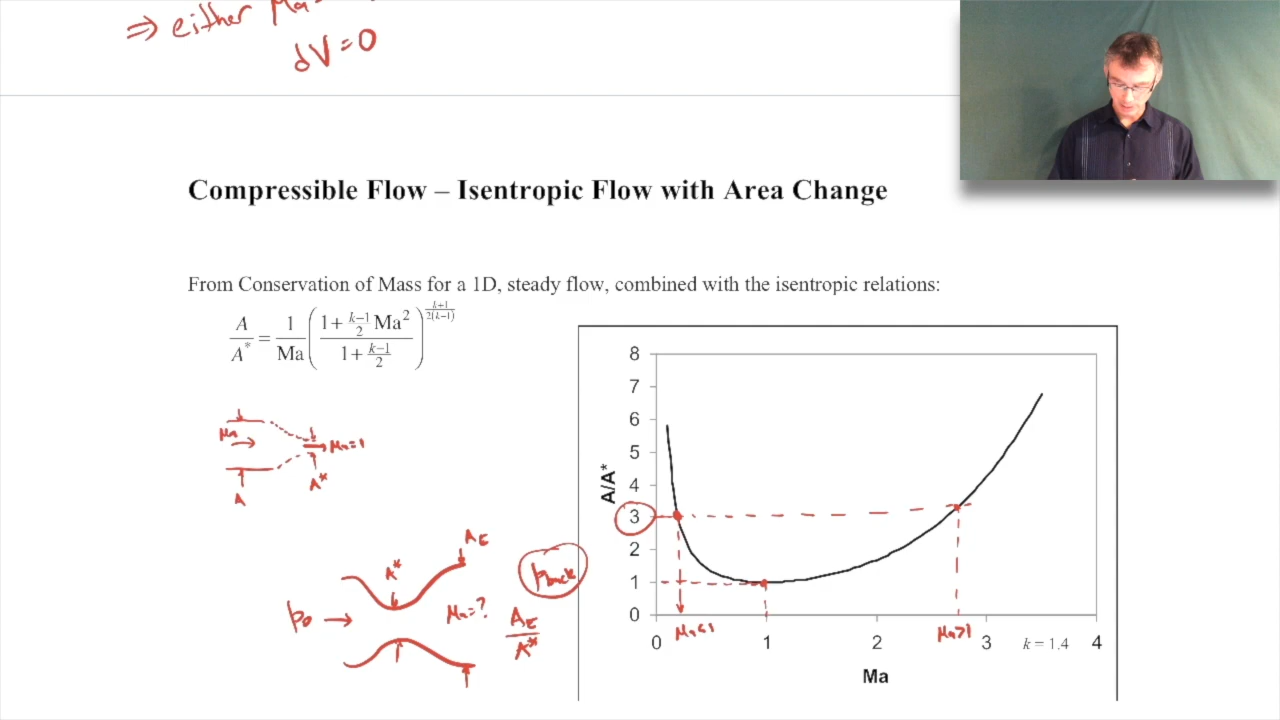 ⇒ either Ma=
dV=0
Compressible Flow – Isentropic Flow with Area Change
From Conservation of Mass for a 1D, steady flow, combined with the isentropic relations:
A/A* = 1/Ma ((1+ (k−1)/2 Ma²)/(1+ (k−1)/2))^((k+1)/(2(k−1)))
Ma
Ma=1
A
A*
A*
AE
pback
p0
Ma=?
AE/A*
8
7
6
5
4
3
2
1
0
A/A*
Ma<1
Ma>1
0 1 2 3 k = 1.4 4
Ma